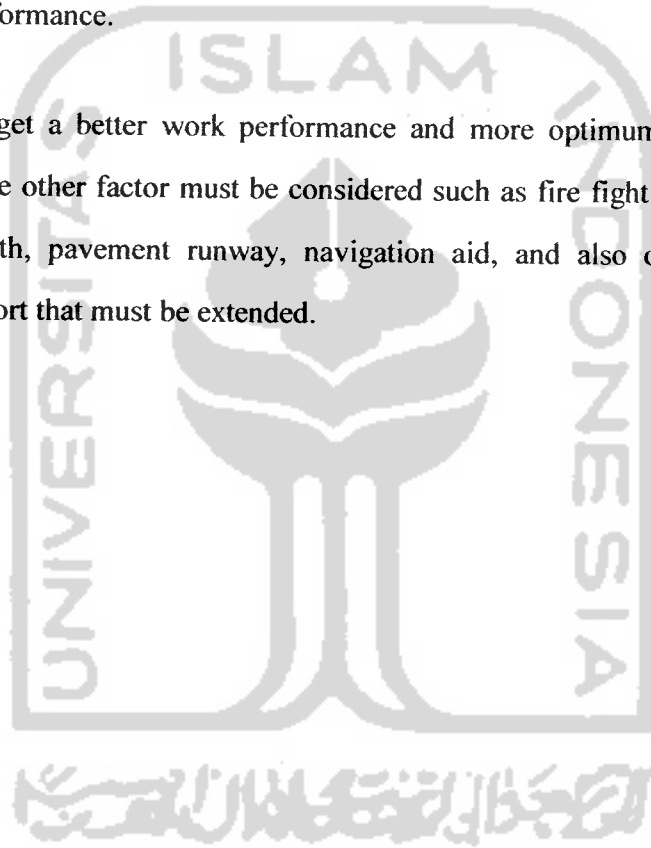 formance.
get a better work performance and more optimum
e other factor must be considered such as fire fight
th, pavement runway, navigation aid, and also
ort that must be extended.
ISLAM
UNIVERSITAS
INDONESIA